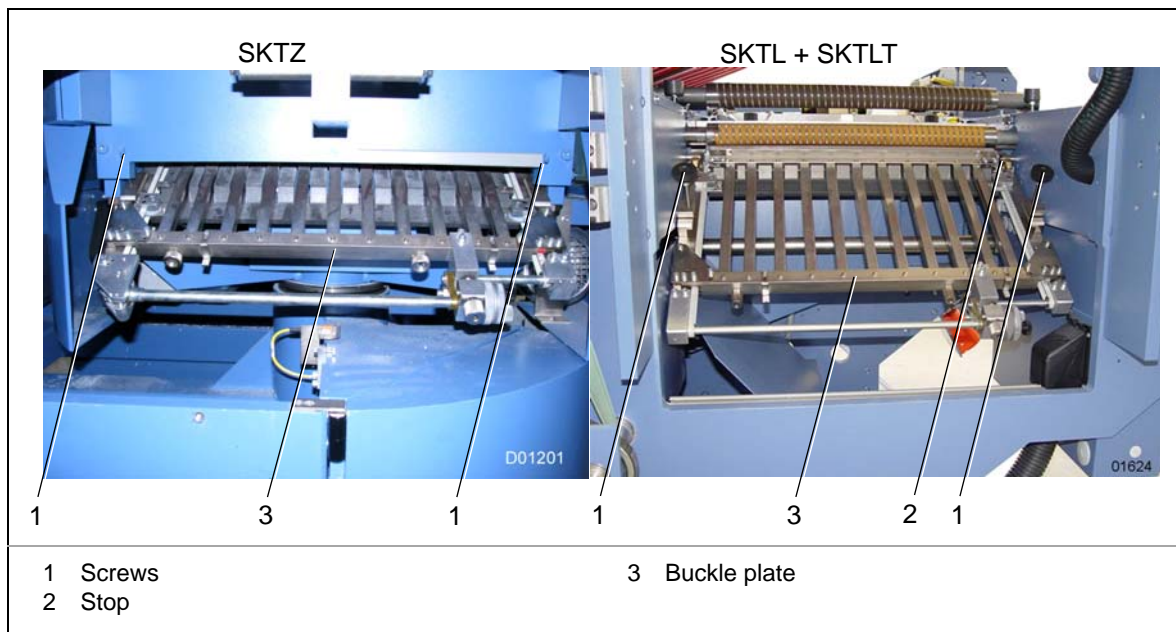 SKTZ
SKTL + SKTLT
D01201
01624
1 3 1 1 3 2 1
1 Screws
2 Stop
3 Buckle plate